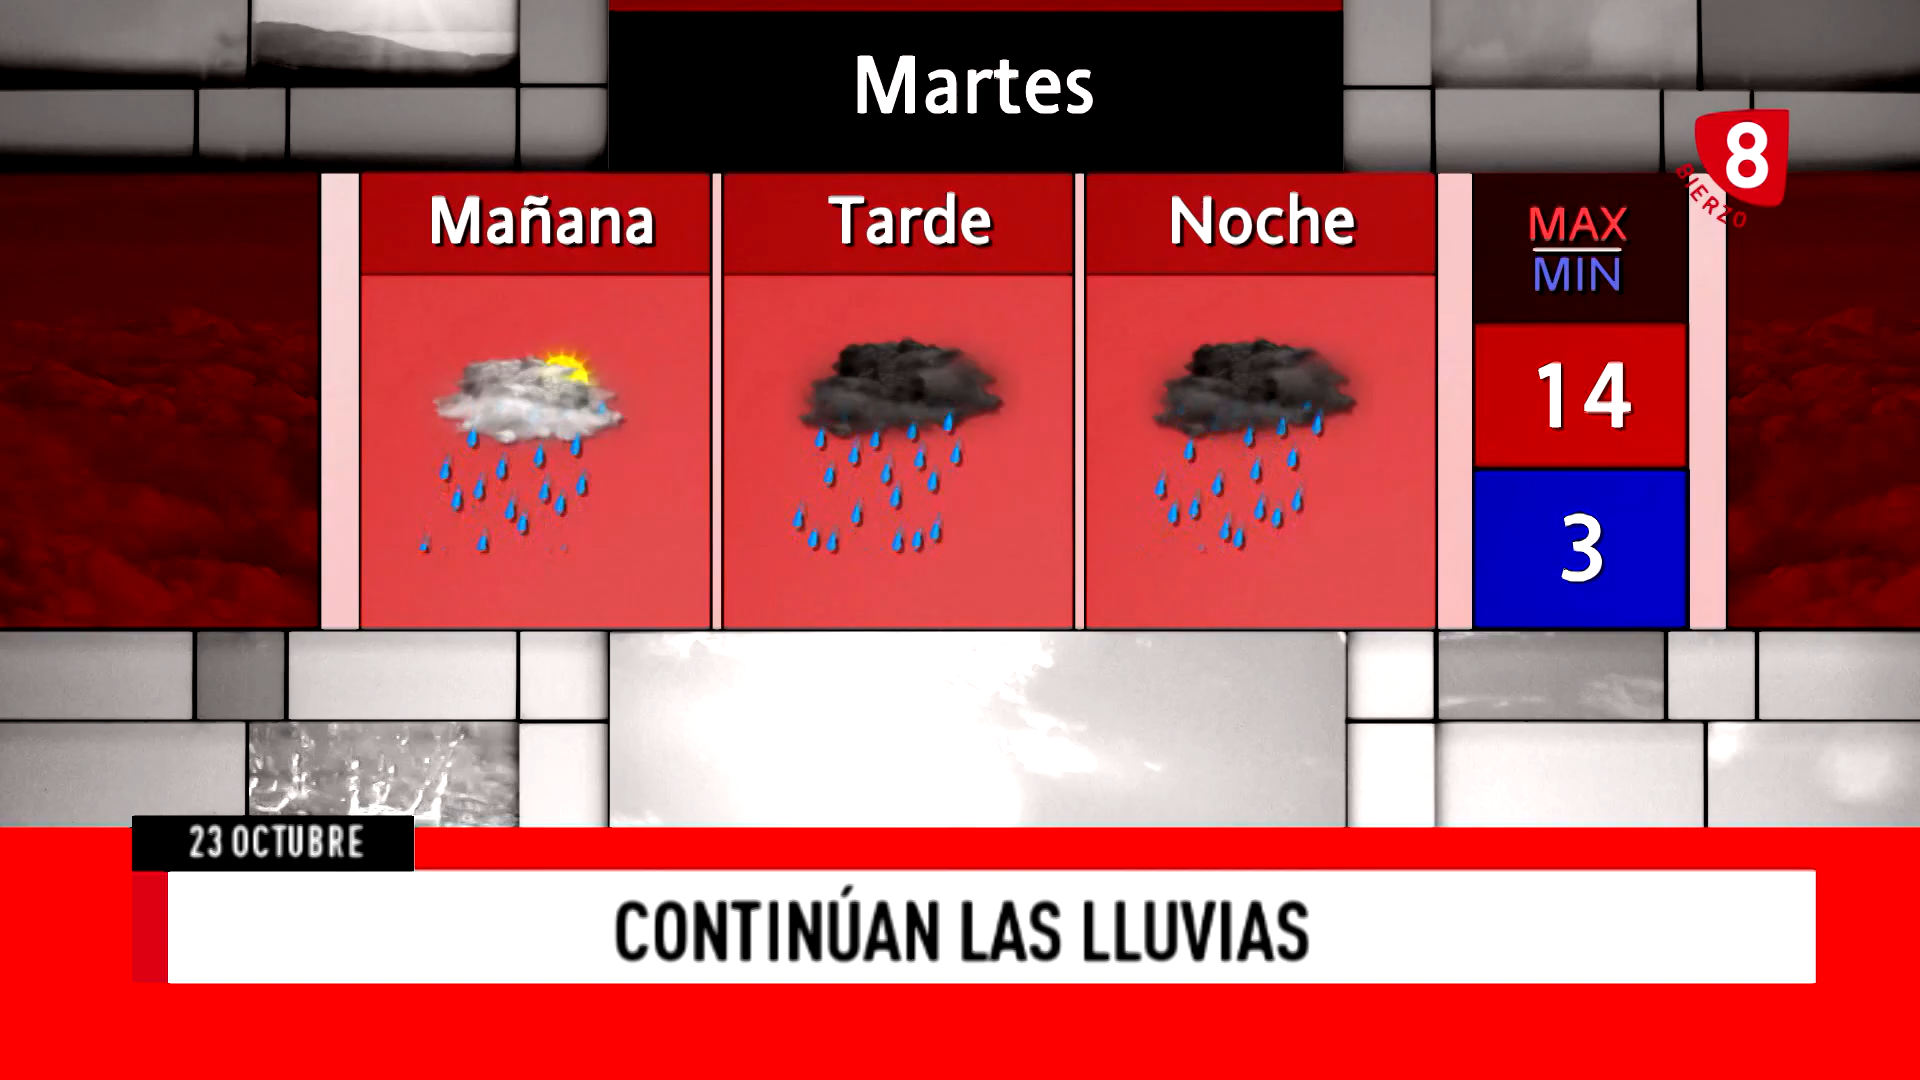 Martes
8
BIERZO
Mañana
Tarde
Noche
MAX
MIN
14
3
23 OCTUBRE
CONTINÚAN LAS LLUVIAS